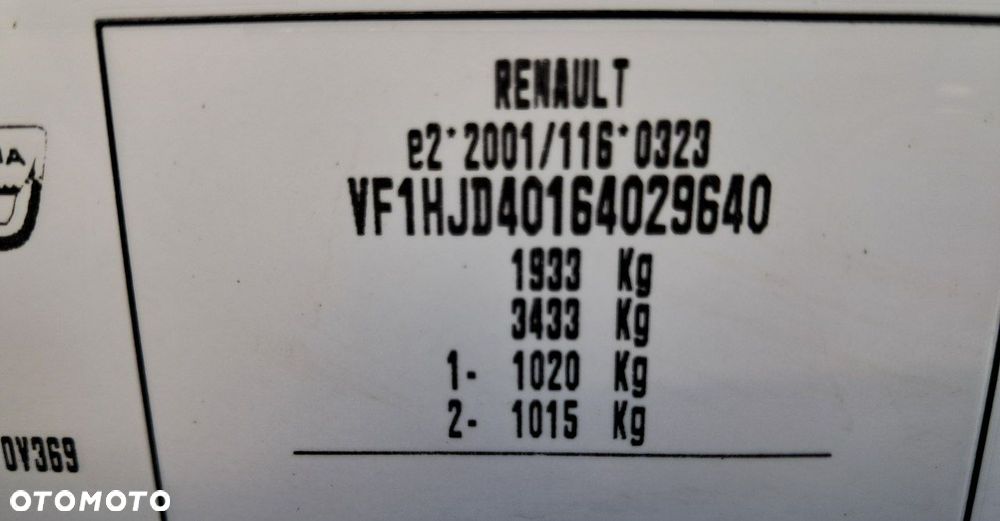 RENAULT
e2*2001/116*0323
VF1HJD40164029640
1933 Kg
3433 Kg
1- 1020 Kg
2- 1015 Kg
0V369
OTOMOTO